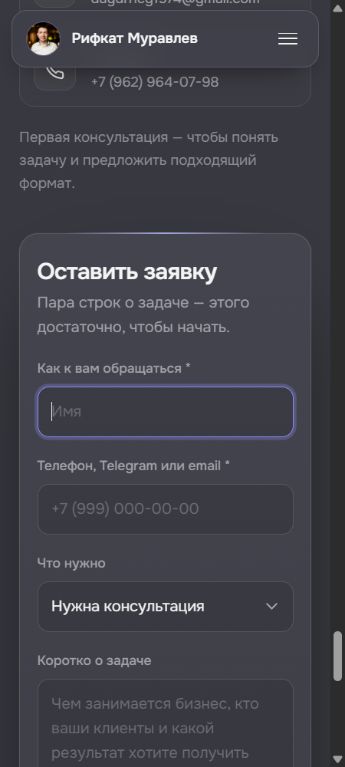 Рифкат Муравлев
+7 (962) 964-07-98
Первая консультация — чтобы понять
задачу и предложить подходящий
формат.
Оставить заявку
Пара строк о задаче — этого
достаточно, чтобы начать.
Как к вам обращаться *
Имя
Телефон, Telegram или email *
+7 (999) 000-00-00
Что нужно
Нужна консультация
Коротко о задаче
Чем занимается бизнес, кто
ваши клиенты и какой
результат хотите получить